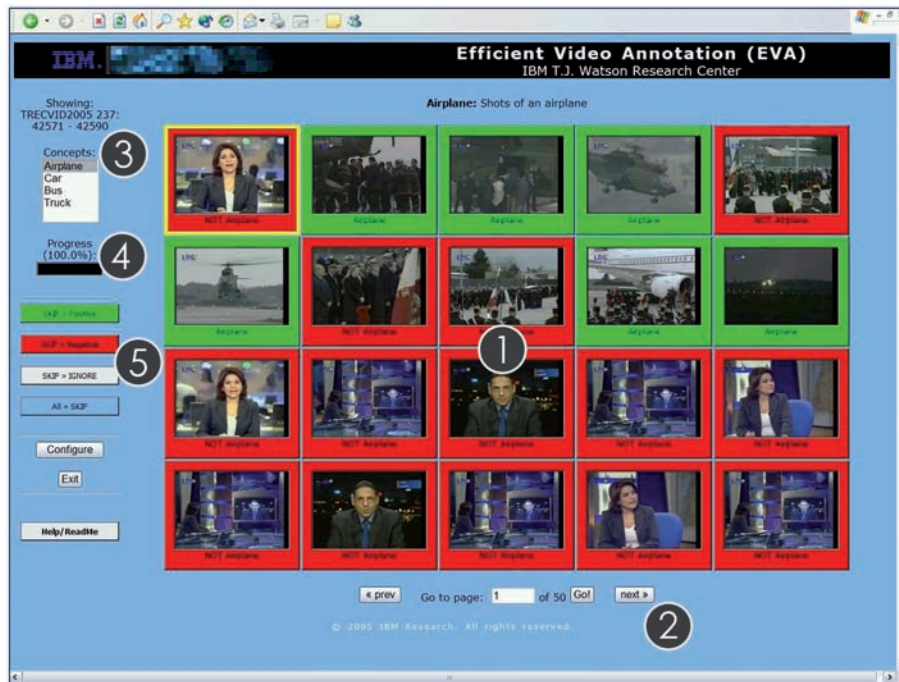 IBM.
Efficient Video Annotation (EVA)
IBM T.J. Watson Research Center
Showing:
TRECVID2005 237:
42571 - 42590
Airplane: Shots of an airplane
Concepts:
3
Airplane
Car
Bus
Truck
NOT Airplane
Airplane
Airplane
Airplane
NOT Airplane
Progress
(100.0%):
4
Airplane
NOT Airplane
NOT Airplane
Airplane
Airplane
1
SKIP » Positive
SKIP » Negative
5
SKIP » IGNORE
All » SKIP
NOT Airplane
NOT Airplane
NOT Airplane
NOT Airplane
NOT Airplane
Configure
Exit
Help/ReadMe
NOT Airplane
NOT Airplane
NOT Airplane
NOT Airplane
NOT Airplane
« prev Go to page: 1 of 50 Go! next »
2
© 2005 IBM Research. All rights reserved.